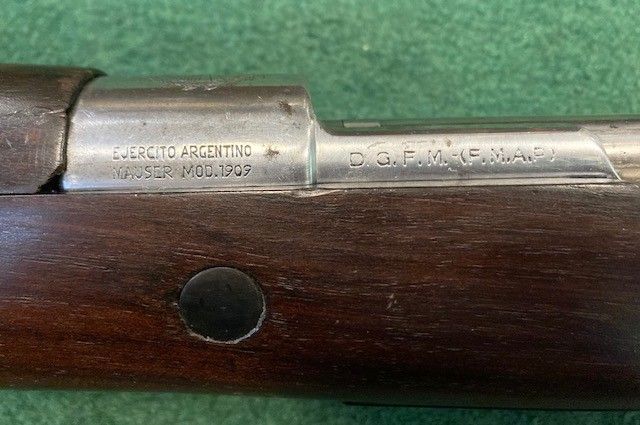 EJERCITO ARGENTINO
MAUSER MOD.1909
D.G.F.M.-(F.M.A.P.)